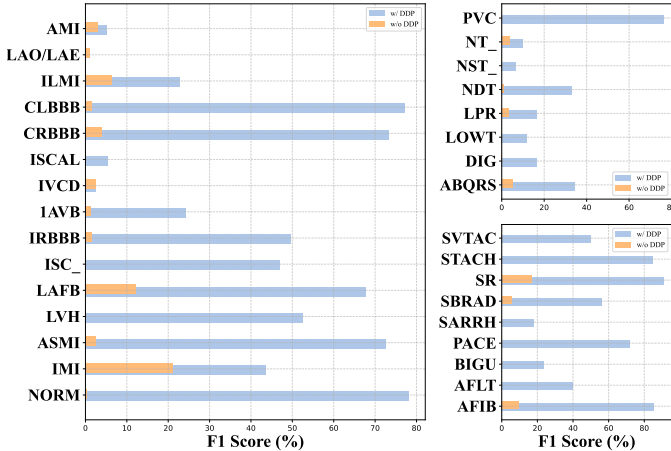 AMI
LAO/LAE
ILMI
CLBBB
CRBBB
ISCAL
IVCD
1AVB
IRBBB
ISC_
LAFB
LVH
ASMI
IMI
NORM
w/ DDP
w/o DDP
0 10 20 30 40 50 60 70 80
F1 Score (%)
PVC
NT_
NST_
NDT
LPR
LOWT
DIG
ABQRS
w/ DDP
w/o DDP
0 20 40 60 80
SVTAC
STACH
SR
SBRAD
SARRH
PACE
BIGU
AFLT
AFIB
w/ DDP
w/o DDP
0 20 40 60 80
F1 Score (%)